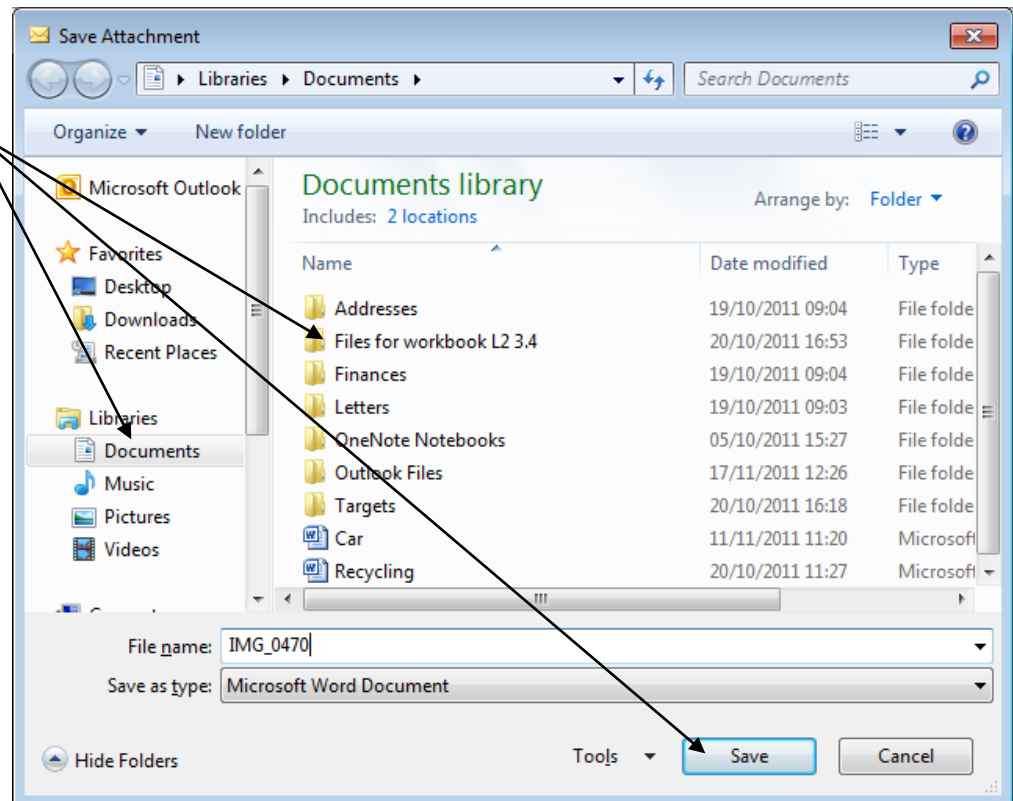 Save Attachment
Libraries Documents
Search Documents
Organize New folder
Microsoft Outlook
Favorites
Desktop
Downloads
Recent Places
Libraries
Documents
Music
Pictures
Videos
Documents library
Includes: 2 locations
Arrange by: Folder
Name Date modified Type
Addresses 19/10/2011 09:04 File folde
Files for workbook L2 3.4 20/10/2011 16:53 File folde
Finances 19/10/2011 09:04 File folde
Letters 19/10/2011 09:03 File folde
OneNote Notebooks 05/10/2011 15:27 File folde
Outlook Files 17/11/2011 12:26 File folde
Targets 20/10/2011 16:18 File folde
Car 11/11/2011 11:20 Microsoft
Recycling 20/10/2011 11:27 Microsoft
File name: IMG_0470
Save as type: Microsoft Word Document
Hide Folders
Tools Save Cancel